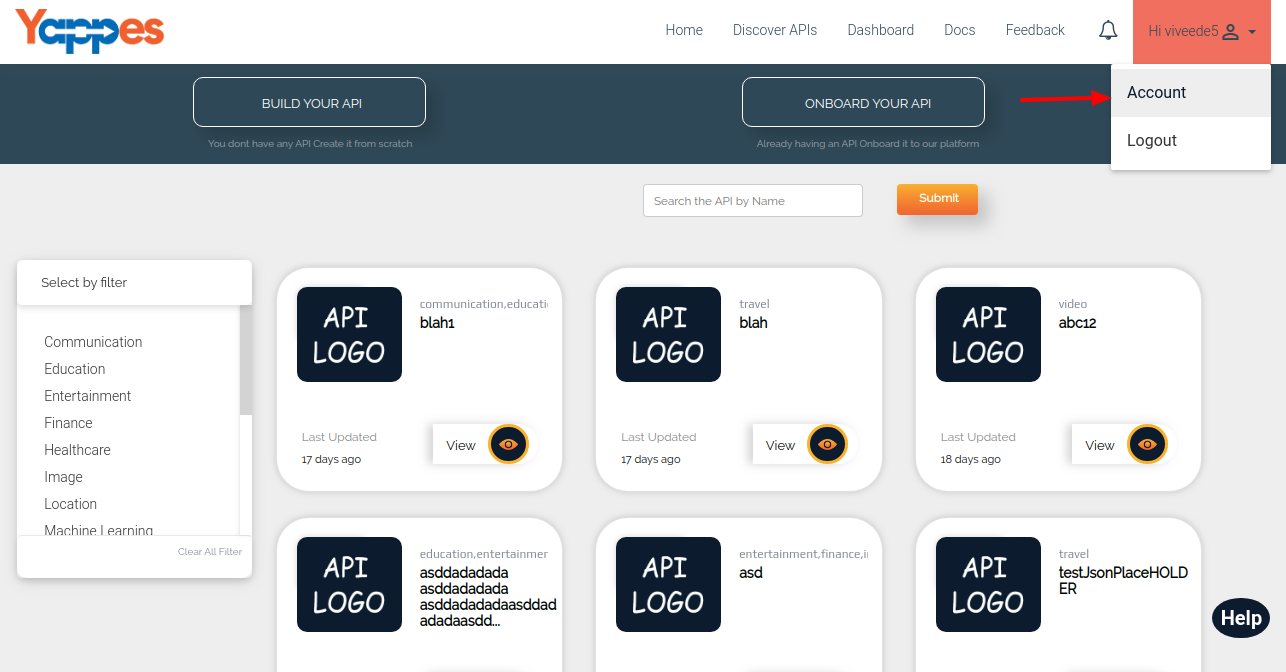 Yappes
Home
Discover APIs
Dashboard
Docs
Feedback
Hi viveede5
Account
Logout
BUILD YOUR API
You dont have any API Create it from scratch
ONBOARD YOUR API
Already having an API Onboard it to our platform
Search the API by Name
Submit
Select by filter
Communication
Education
Entertainment
Finance
Healthcare
Image
Location
Machine Learning
Clear All Filter
API
LOGO
communication,educati
blah1
Last Updated
17 days ago
View
API
LOGO
travel
blah
Last Updated
17 days ago
View
API
LOGO
video
abc12
Last Updated
18 days ago
View
API
LOGO
education,entertainmer
asddadadada
asddadadada
asddadadadaasddad
adadaasdd...
API
LOGO
entertainment,finance,i
asd
API
LOGO
travel
testJsonPlaceHOLD
ER
Help